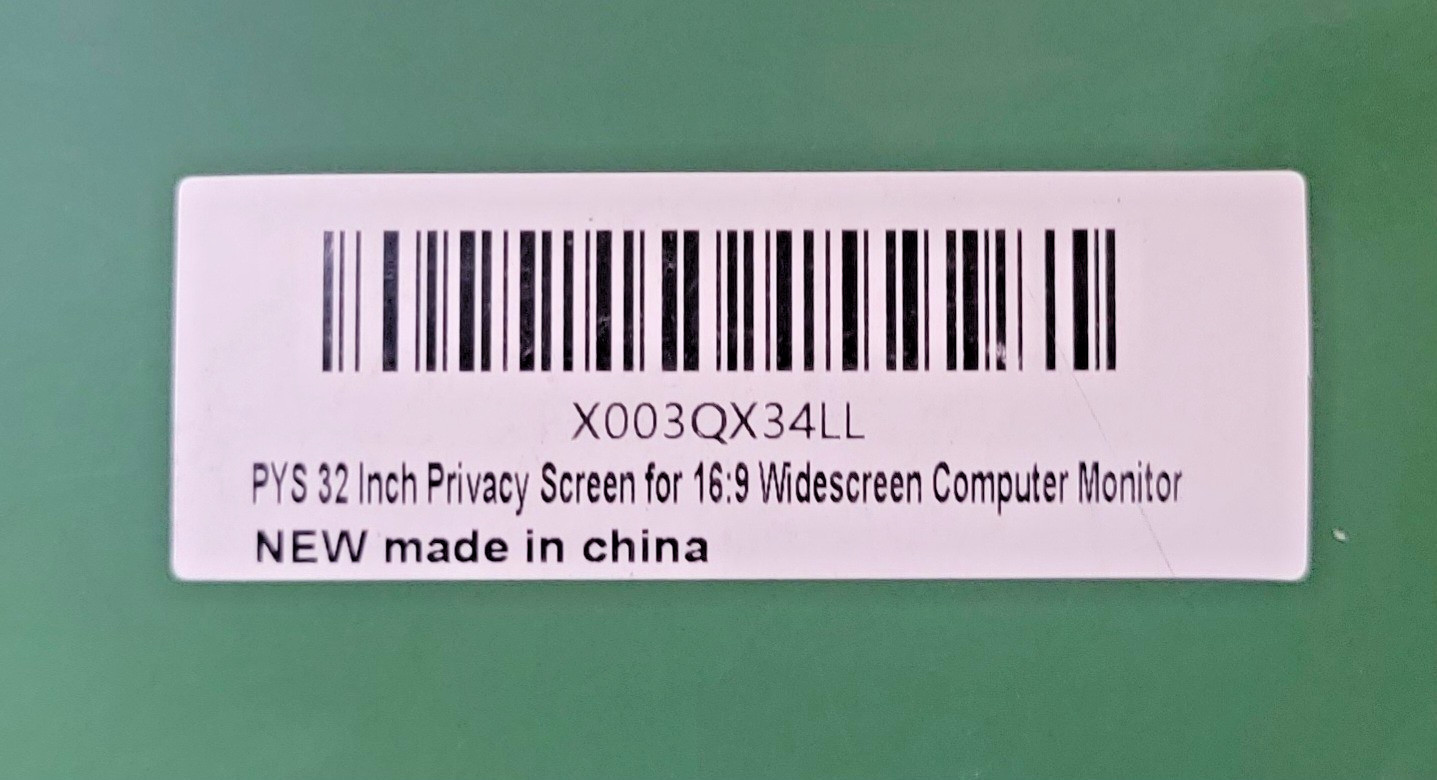 X003QX34LL
PYS 32 Inch Privacy Screen for 16:9 Widescreen Computer Monitor
NEW made in china